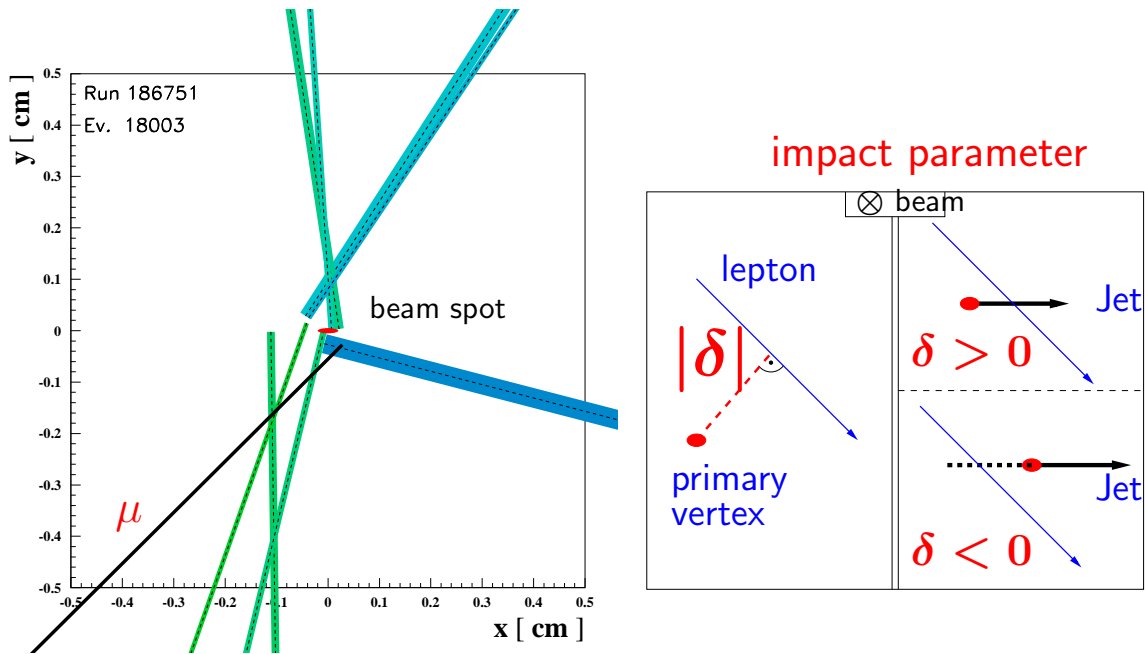 Run 186751
Ev. 18003
y [ cm ]
0.5
0.4
0.3
0.2
0.1
0
-0.1
-0.2
-0.3
-0.4
-0.5
beam spot
μ
-0.5 -0.4 -0.3 -0.2 -0.1 0 0.1 0.2 0.3 0.4 0.5
x [ cm ]
impact parameter
⊗ beam
lepton
|δ|
primary
vertex
Jet
δ > 0
Jet
δ < 0